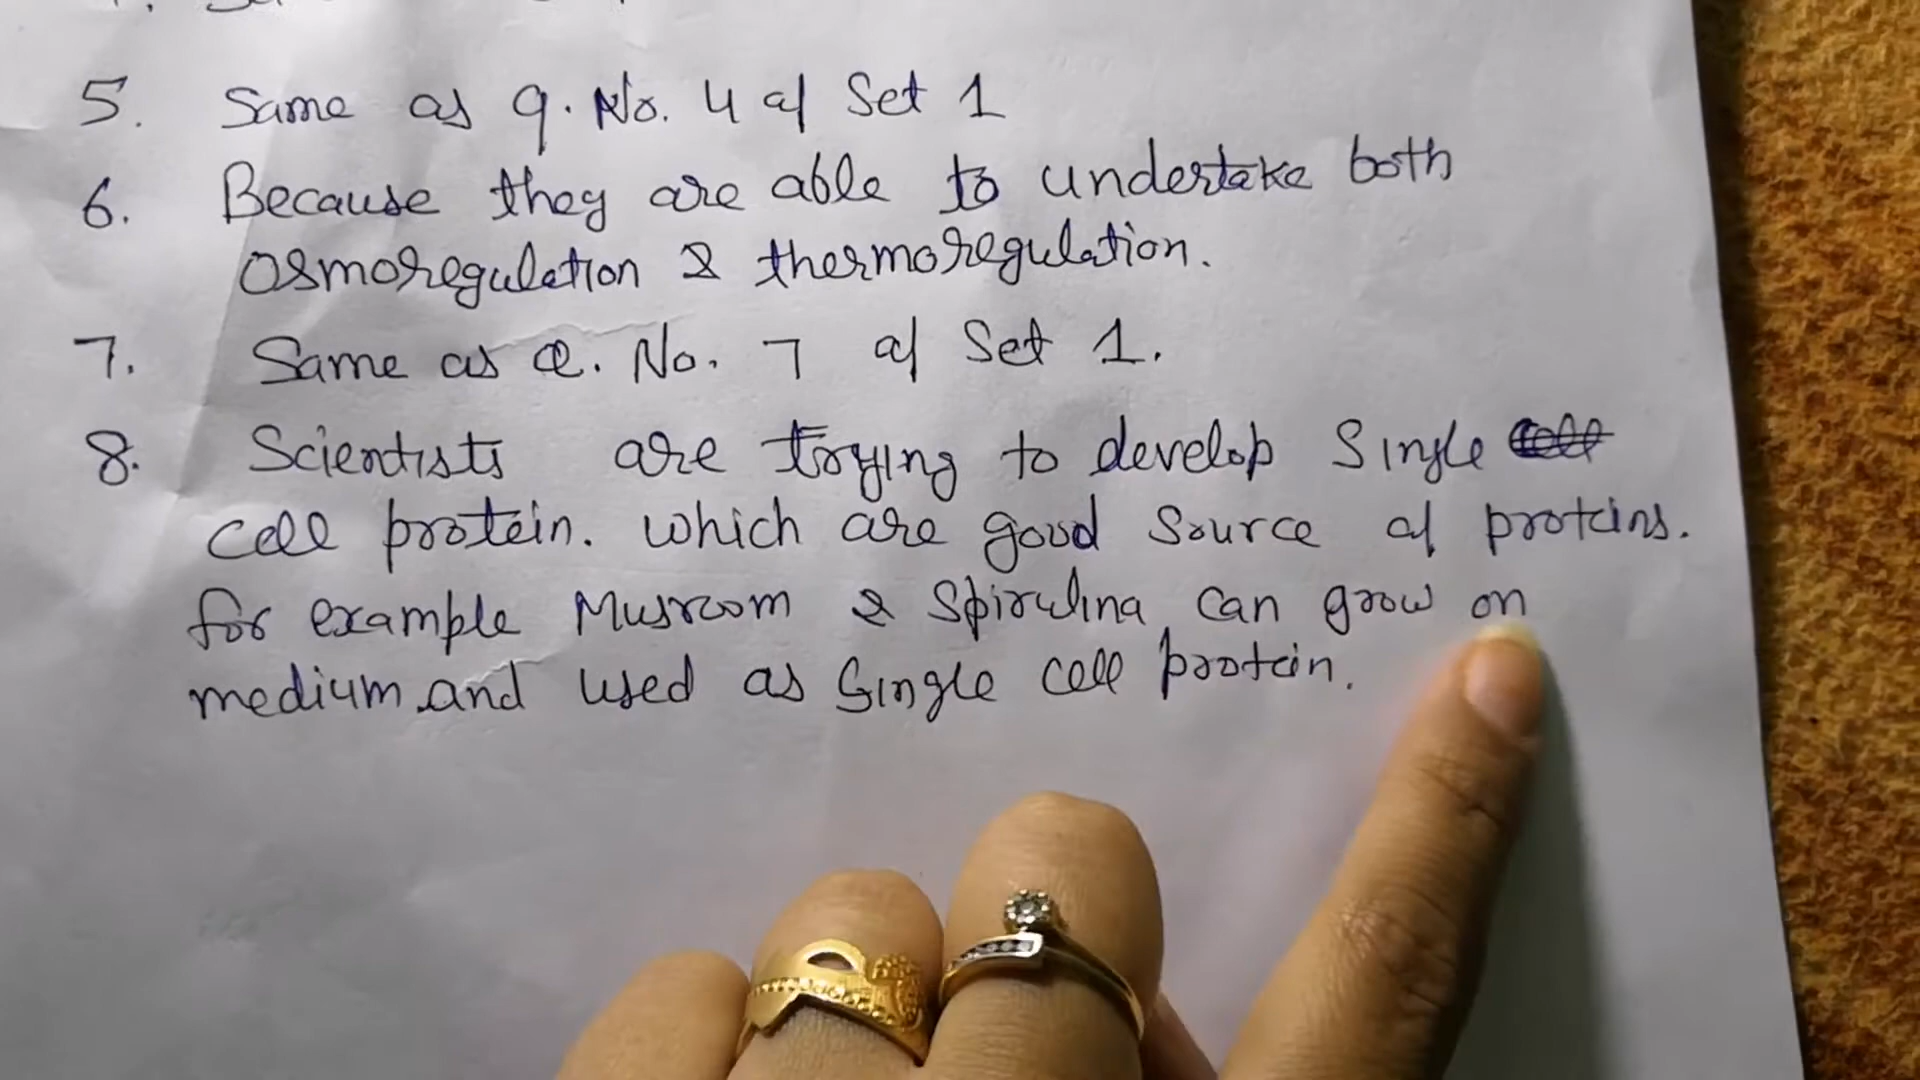 5. Same as q. No. 4 of Set 1
6. Because they are able to undertake both
osmoregulation & thermoregulation.
7. Same as Q. No. 7 of Set 1.
8. Scientists are trying to develop Single
cell protein. which are good source of proteins.
for example Musroom & Spirulina can grow on
medium and used as Single cell protein.